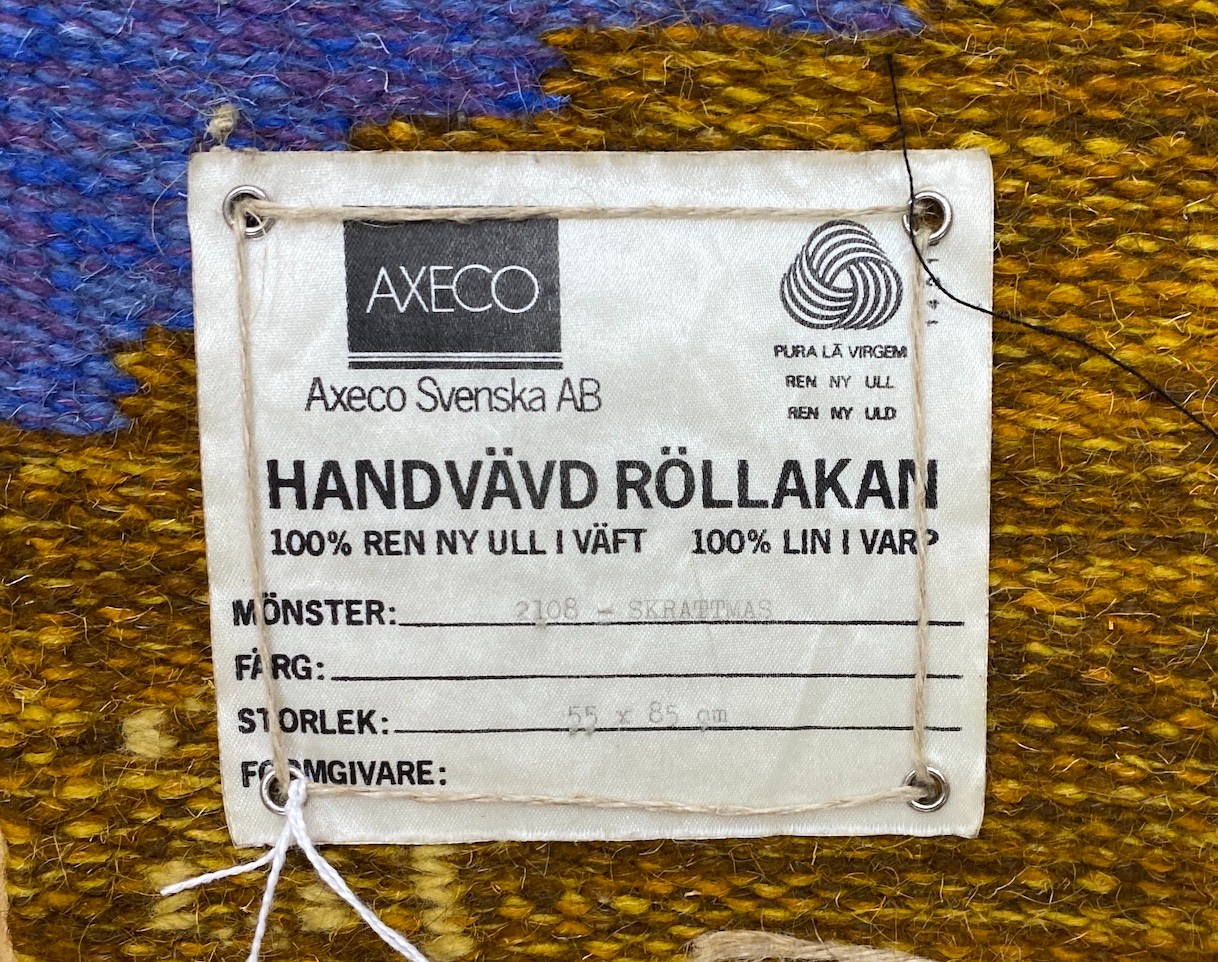 AXECO
Axeco Svenska AB
PURA LÃ VIRGEM
REN NY ULL
REN NY ULD
HANDVÄVD RÖLLAKAN
100% REN NY ULL I VÄFT 100% LIN I VARP
MÖNSTER: 2108 - SKRATTMAS
FÄRG:
STORLEK: 55 x 85 cm
FORMGIVARE: